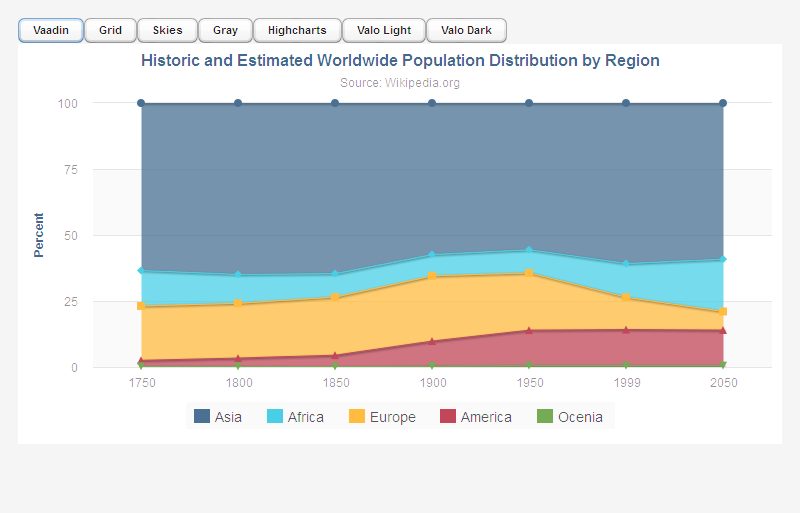 Vaadin Grid Skies Gray Highcharts Valo Light Valo Dark
Historic and Estimated Worldwide Population Distribution by Region
Source: Wikipedia.org
Percent
100
75
50
25
0
1750 1800 1850 1900 1950 1999 2050
Asia Africa Europe America Ocenia